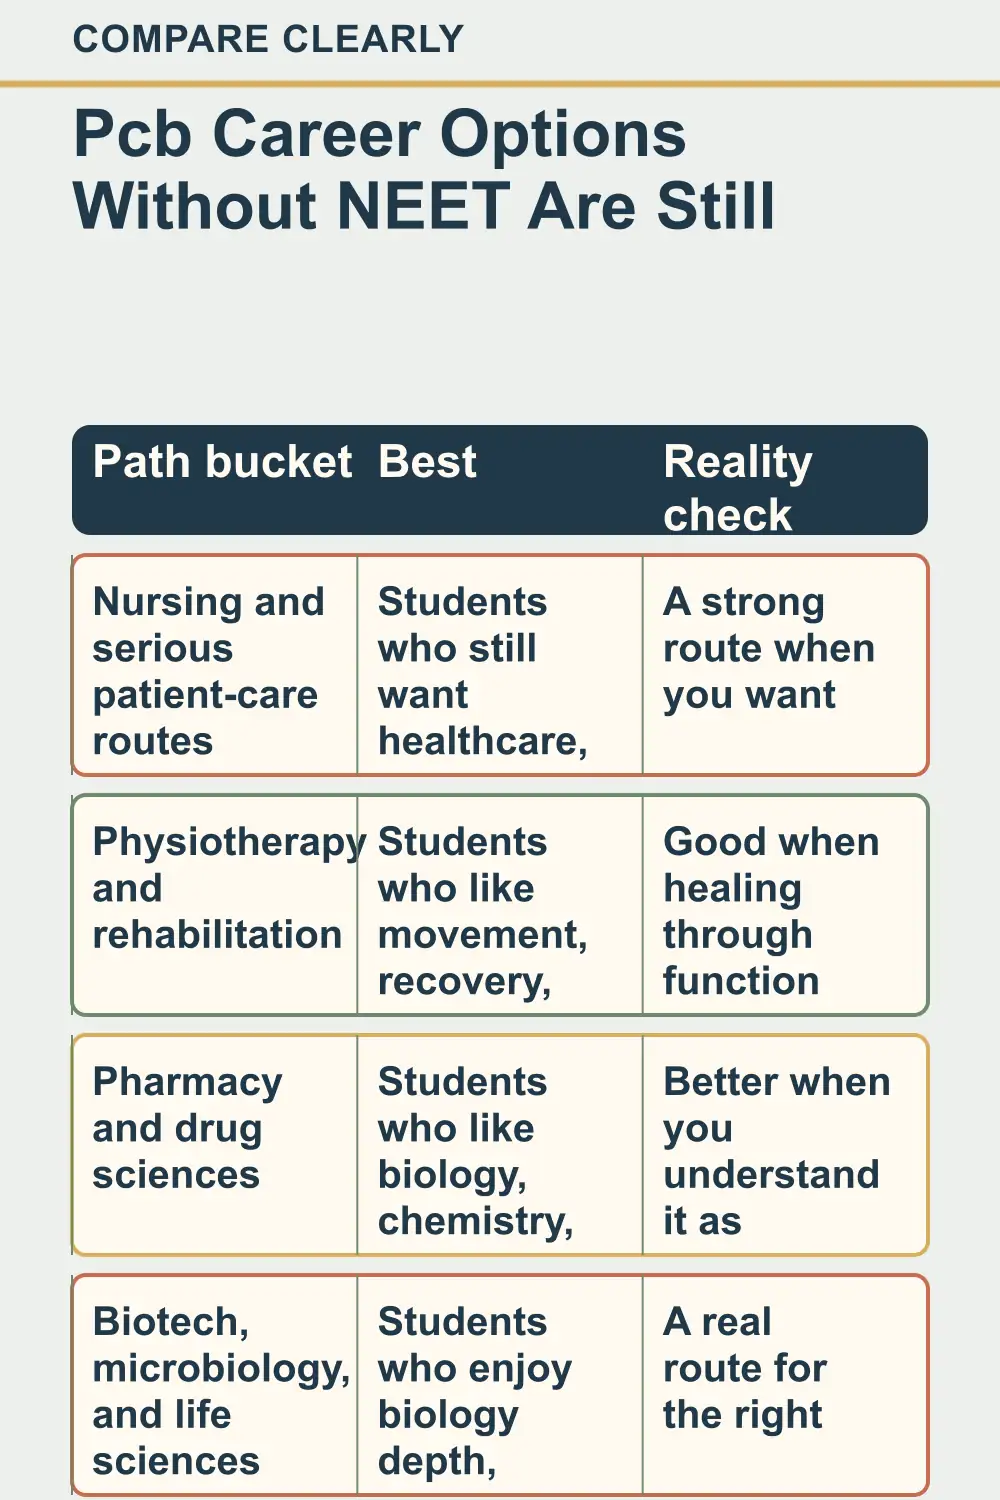 COMPARE CLEARLY
Pcb Career Options
Without NEET Are Still
Path bucket
Best
Reality
check
Nursing and
serious
patient-care
routes
Students
who still
want
healthcare,
A strong
route when
you want
Physiotherapy
and
rehabilitation
Students
who like
movement,
recovery,
Good when
healing
through
function
Pharmacy
and drug
sciences
Students
who like
biology,
chemistry,
Better when
you
understand
it as
Biotech,
microbiology,
and life
sciences
Students
who enjoy
biology
depth,
A real
route for
the right